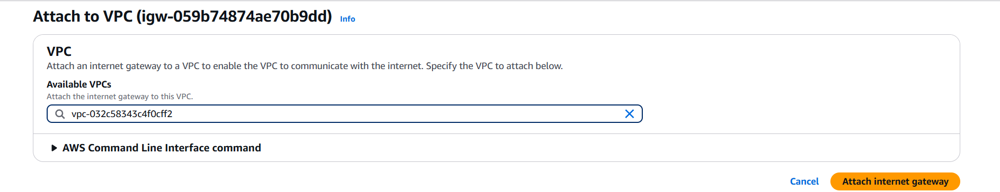 Attach to VPC (igw-059b74874ae70b9dd) Info
VPC
Attach an internet gateway to a VPC to enable the VPC to communicate with the internet. Specify the VPC to attach below.
Available VPCs
Attach the internet gateway to this VPC.
vpc-032c58343c4f0cff2
AWS Command Line Interface command
Cancel Attach internet gateway